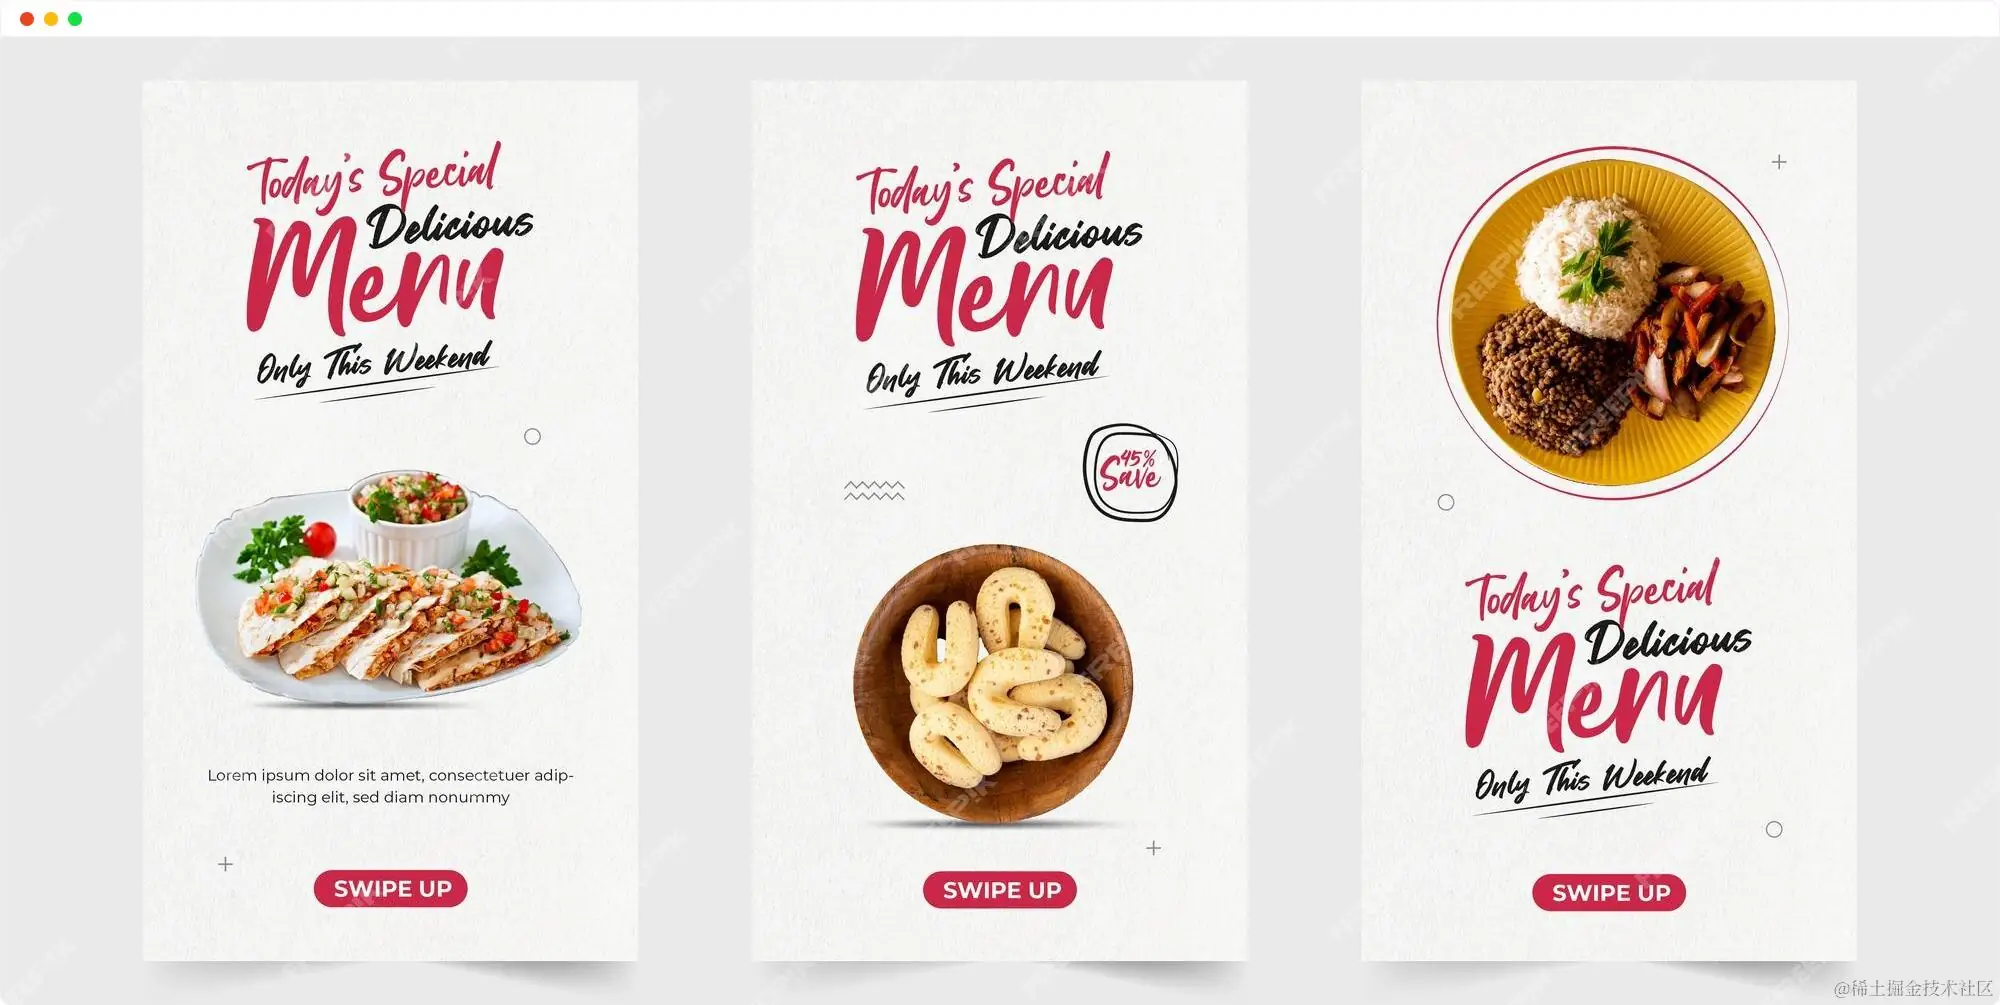 Today's Special
Delicious
Menu
Only This Weekend
Lorem ipsum dolor sit amet, consectetuer adip-
iscing elit, sed diam nonummy
SWIPE UP
Today's Special
Delicious
Menu
Only This Weekend
45%
Save
SWIPE UP
Today's Special
Delicious
Menu
Only This Weekend
SWIPE UP
@稀土掘金技术社区
FREEPIK